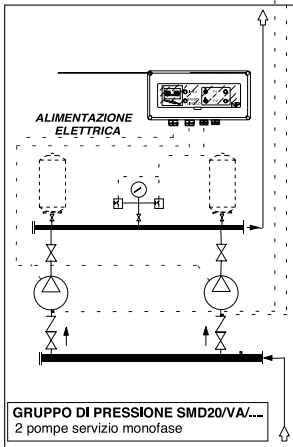 ALIMENTAZIONE
ELETTRICA
GRUPPO DI PRESSIONE SMD20/VA/....
2 pompe servizio monofase